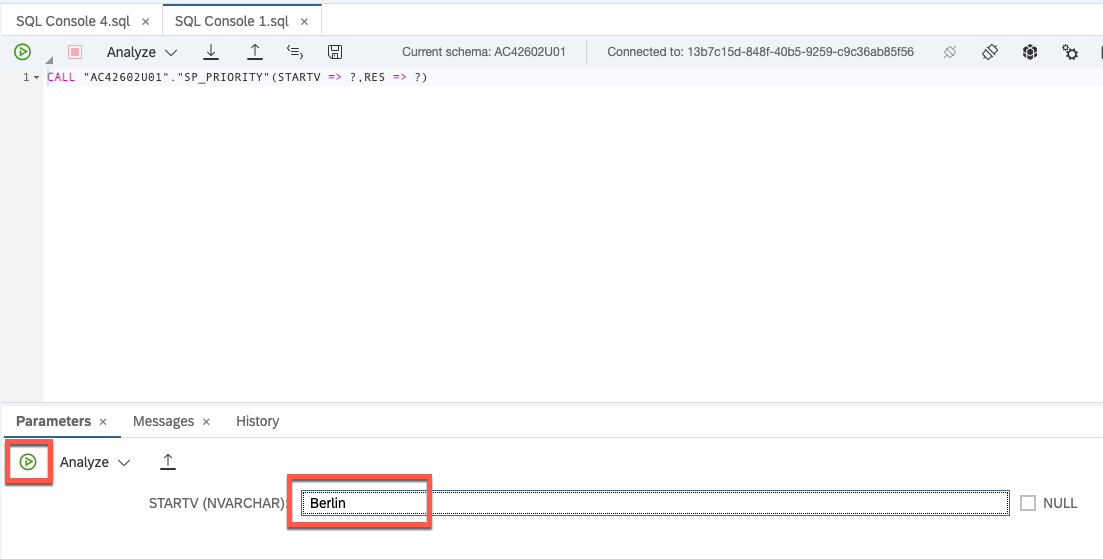 SQL Console 4.sql × SQL Console 1.sql ×
Analyze Current schema: AC42602U01 Connected to: 13b7c15d-848f-40b5-9259-c9c36ab85f56
1 CALL "AC42602U01"."SP_PRIORITY"(STARTV => ?,RES => ?)
Parameters × Messages × History
Analyze
STARTV (NVARCHAR): Berlin NULL